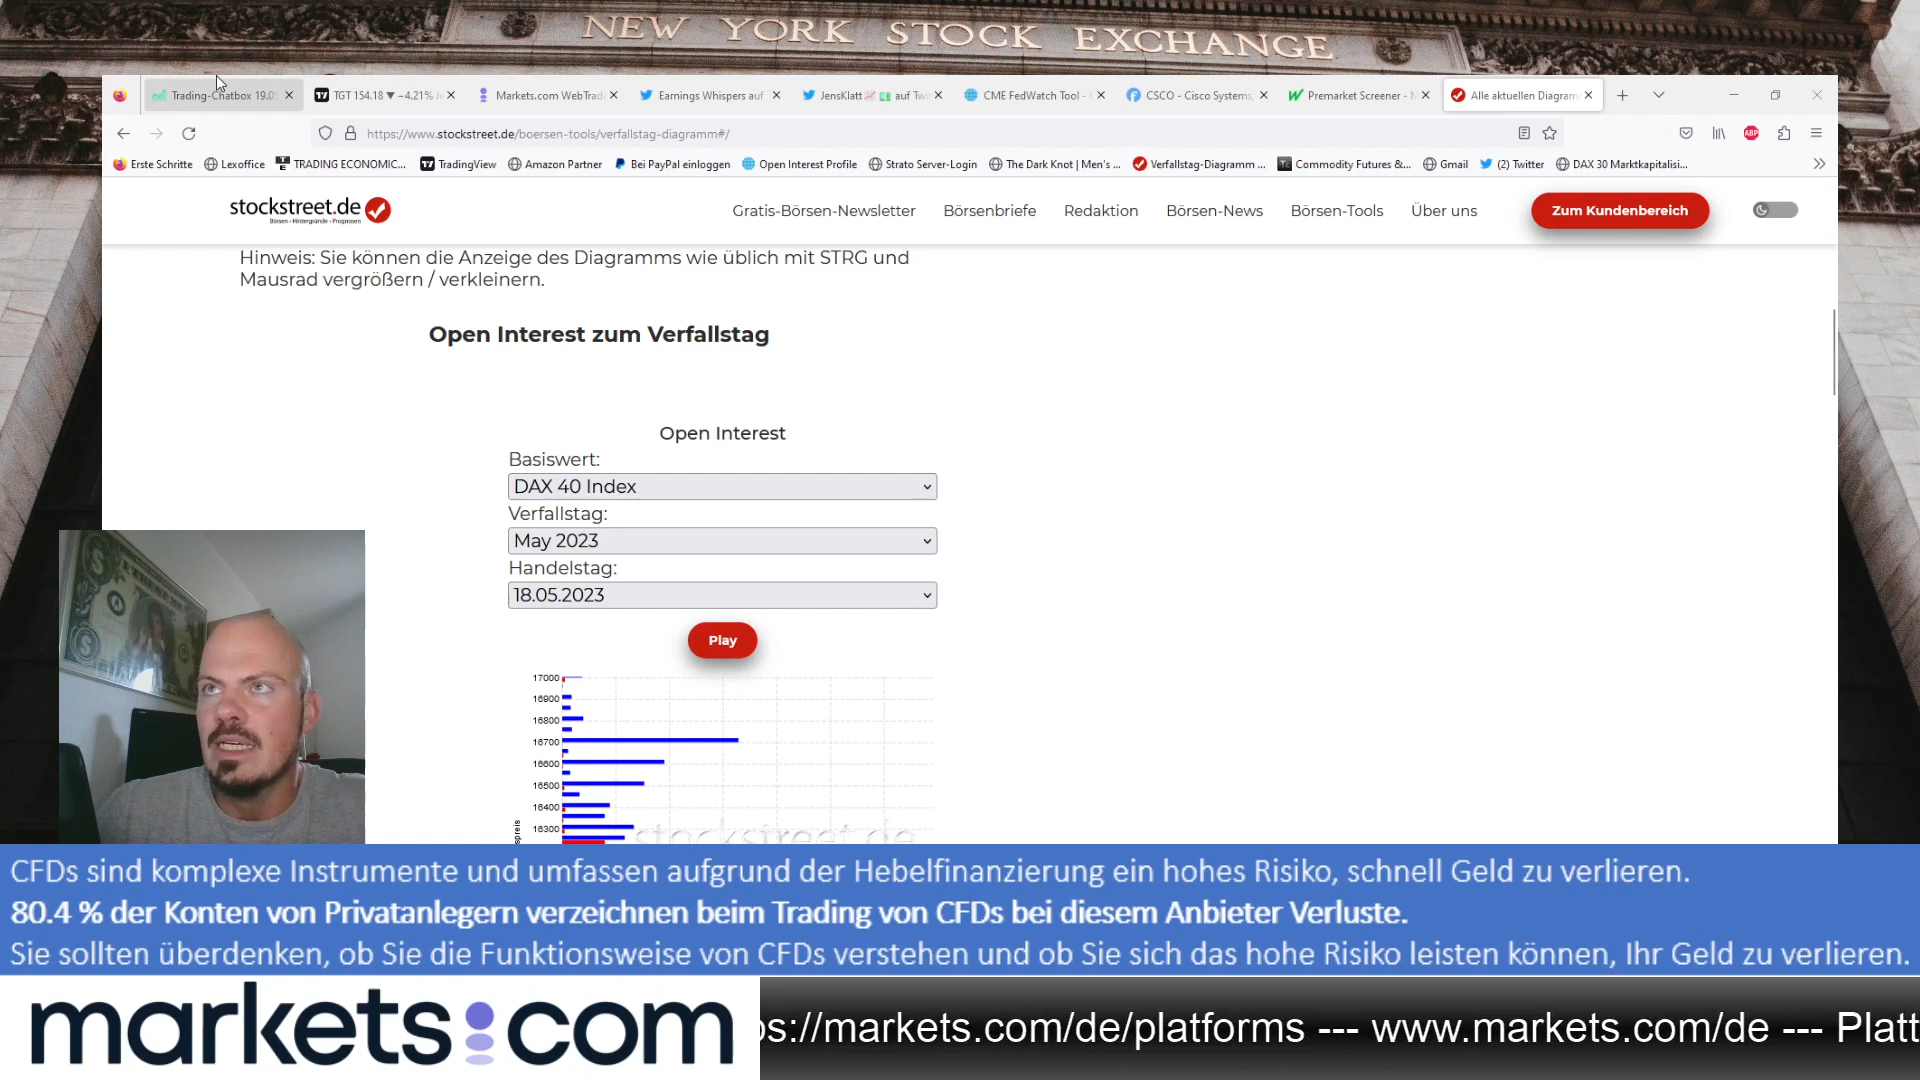 NEW YORK STOCK EXCHANGE
Trading-Chatbox 19.0
TGT 154.18 ▼ −4.21%
Markets.com WebTrad
Earnings Whispers auf
JensKlatt auf Twi
CME FedWatch Tool -
CSCO - Cisco Systems,
Premarket Screener -
Alle aktuellen Diagram
https://www.stockstreet.de/boersen-tools/verfallstag-diagramm#/
Erste Schritte
Lexoffice
TRADING ECONOMIC...
TradingView
Amazon Partner
Bei PayPal einloggen
Open Interest Profile
Strato Server-Login
The Dark Knot | Men's ...
Verfallstag-Diagramm ...
Commodity Futures &...
Gmail
(2) Twitter
DAX 30 Marktkapitalisi...
stockstreet.de
Börsen • Hintergründe • Prognosen
Gratis-Börsen-Newsletter
Börsenbriefe
Redaktion
Börsen-News
Börsen-Tools
Über uns
Zum Kundenbereich
Hinweis: Sie können die Anzeige des Diagramms wie üblich mit STRG und
Mausrad vergrößern / verkleinern.
Open Interest zum Verfallstag
Open Interest
Basiswert:
DAX 40 Index
Verfallstag:
May 2023
Handelstag:
18.05.2023
Play
17000
16900
16800
16700
16600
16500
16400
16300
spreis
stockstreet.de
CFDs sind komplexe Instrumente und umfassen aufgrund der Hebelfinanzierung ein hohes Risiko, schnell Geld zu verlieren.
80.4 % der Konten von Privatanlegern verzeichnen beim Trading von CFDs bei diesem Anbieter Verluste.
Sie sollten überdenken, ob Sie die Funktionsweise von CFDs verstehen und ob Sie sich das hohe Risiko leisten können, Ihr Geld zu verlieren.
markets.com
ps://markets.com/de/platforms --- www.markets.com/de --- Platt